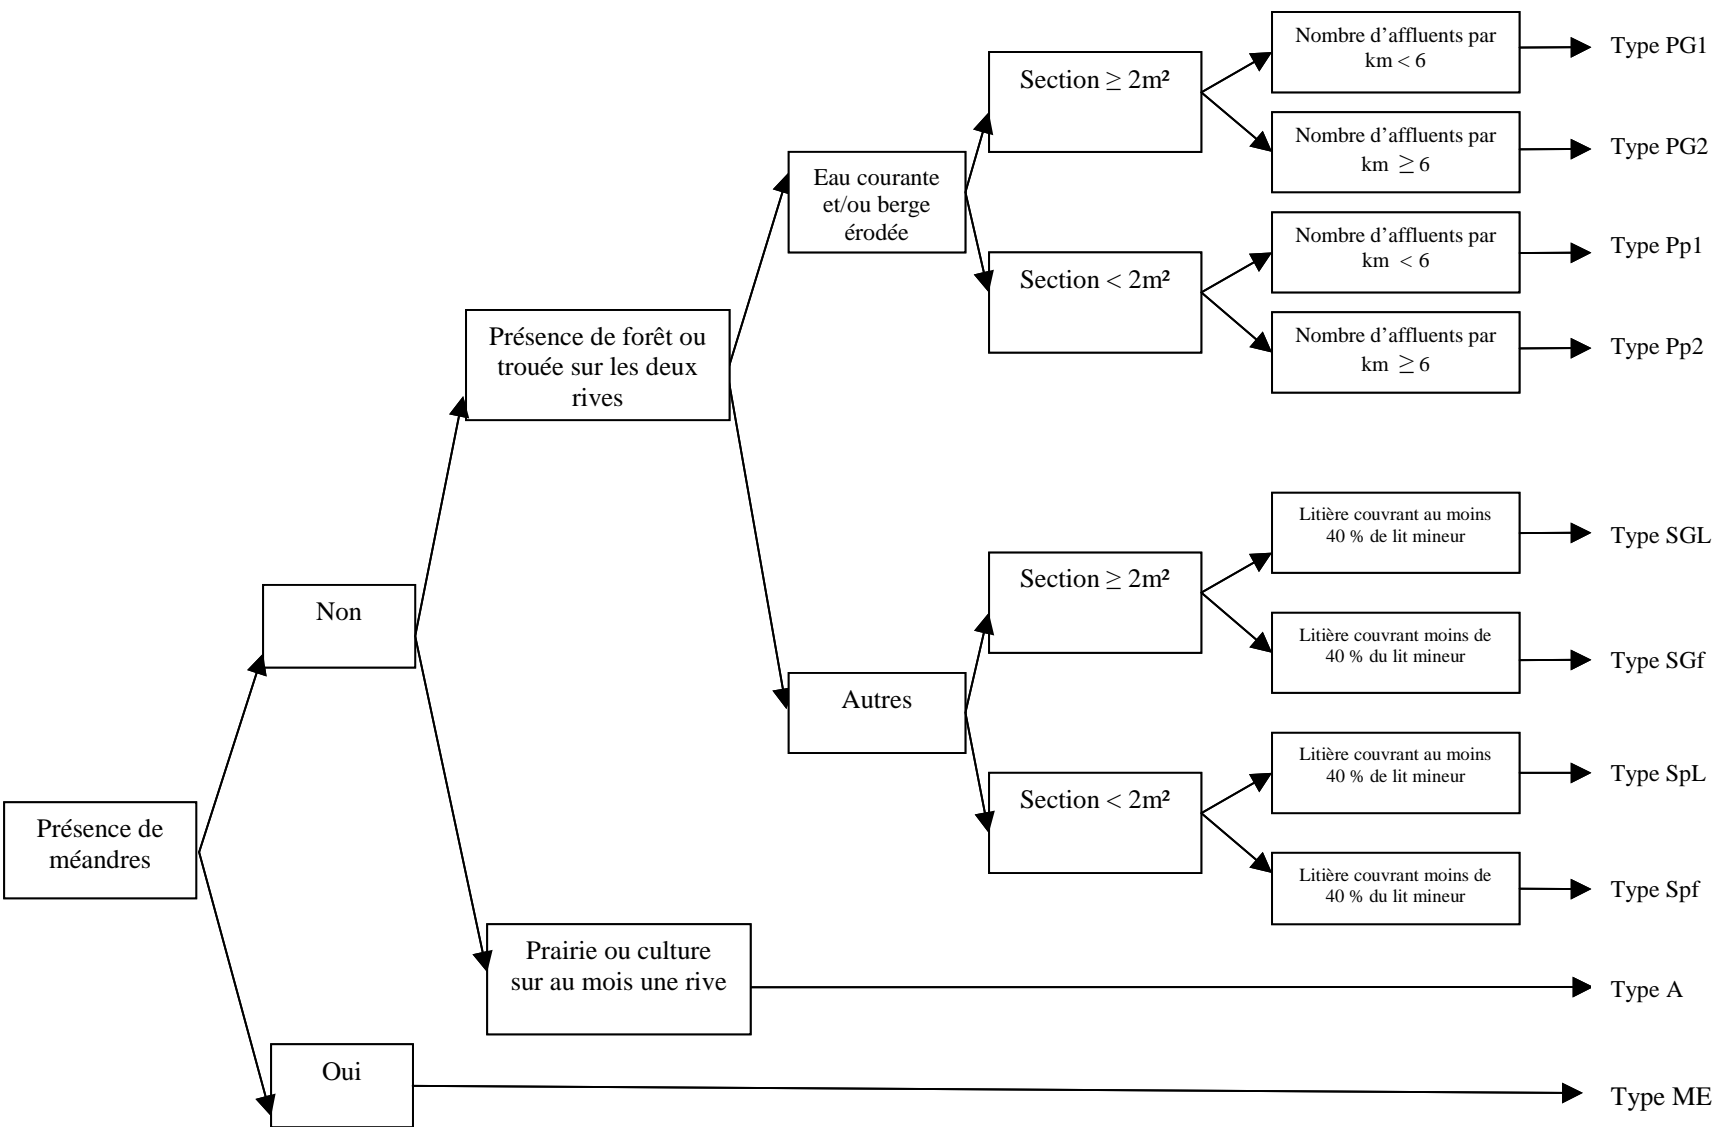 Présence de
méandres
Non
Oui
Présence de forêt ou
trouée sur les deux
rives
Prairie ou culture
sur au mois une rive
Eau courante
et/ou berge
érodée
Autres
Section ≥ 2m²
Section < 2m²
Section ≥ 2m²
Section < 2m²
Nombre d’affluents par
km < 6
Type PG1
Nombre d’affluents par
km ≥ 6
Type PG2
Nombre d’affluents par
km < 6
Type Pp1
Nombre d’affluents par
km ≥ 6
Type Pp2
Litière couvrant au moins
40 % de lit mineur
Type SGL
Litière couvrant moins de
40 % du lit mineur
Type SGf
Litière couvrant au moins
40 % de lit mineur
Type SpL
Litière couvrant moins de
40 % du lit mineur
Type Spf
Type A
Type ME